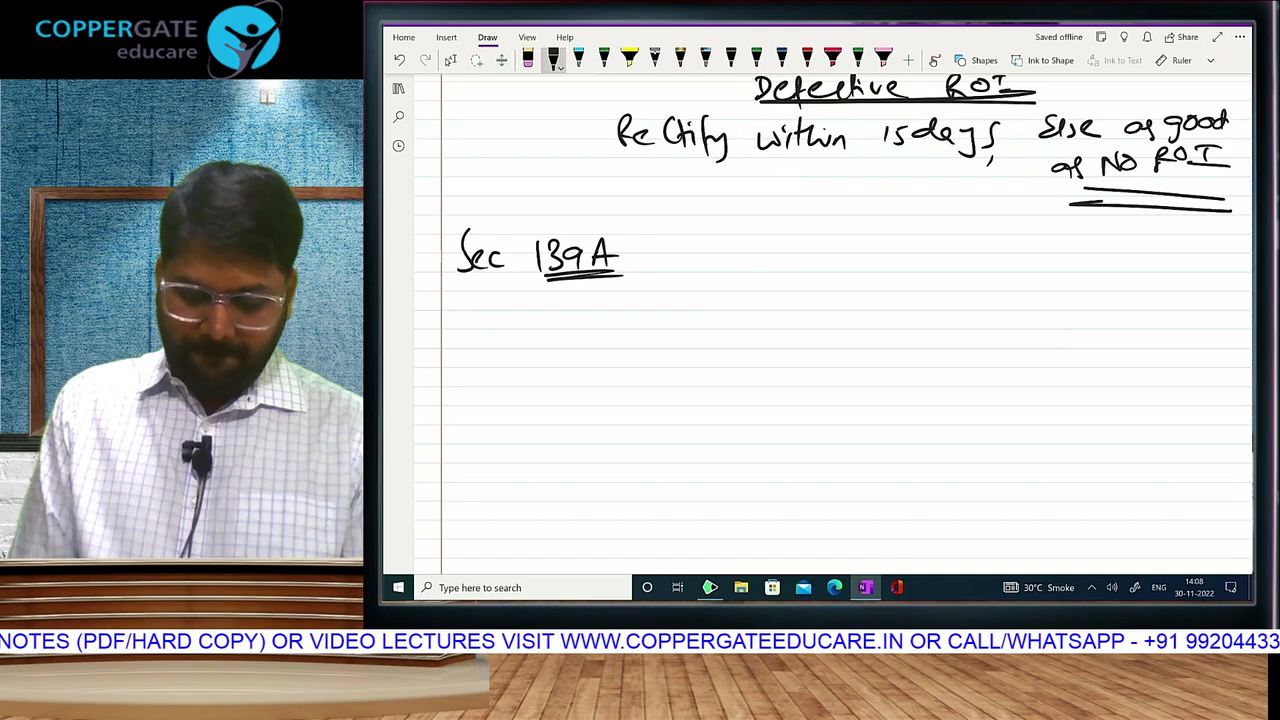 COPPERGATE
educare
Home Insert Draw View Help
Saved offline Share
Shapes Ink to Shape Ink to Text Ruler
Defective ROI
Rectify within 15 days, else as good
as NO ROI
Sec 139A
Type here to search
30°C Smoke
ENG
14:08
30-11-2022
NOTES (PDF/HARD COPY) OR VIDEO LECTURES VISIT WWW.COPPERGATEEDUCARE.IN OR CALL/WHATSAPP - +91 99204433